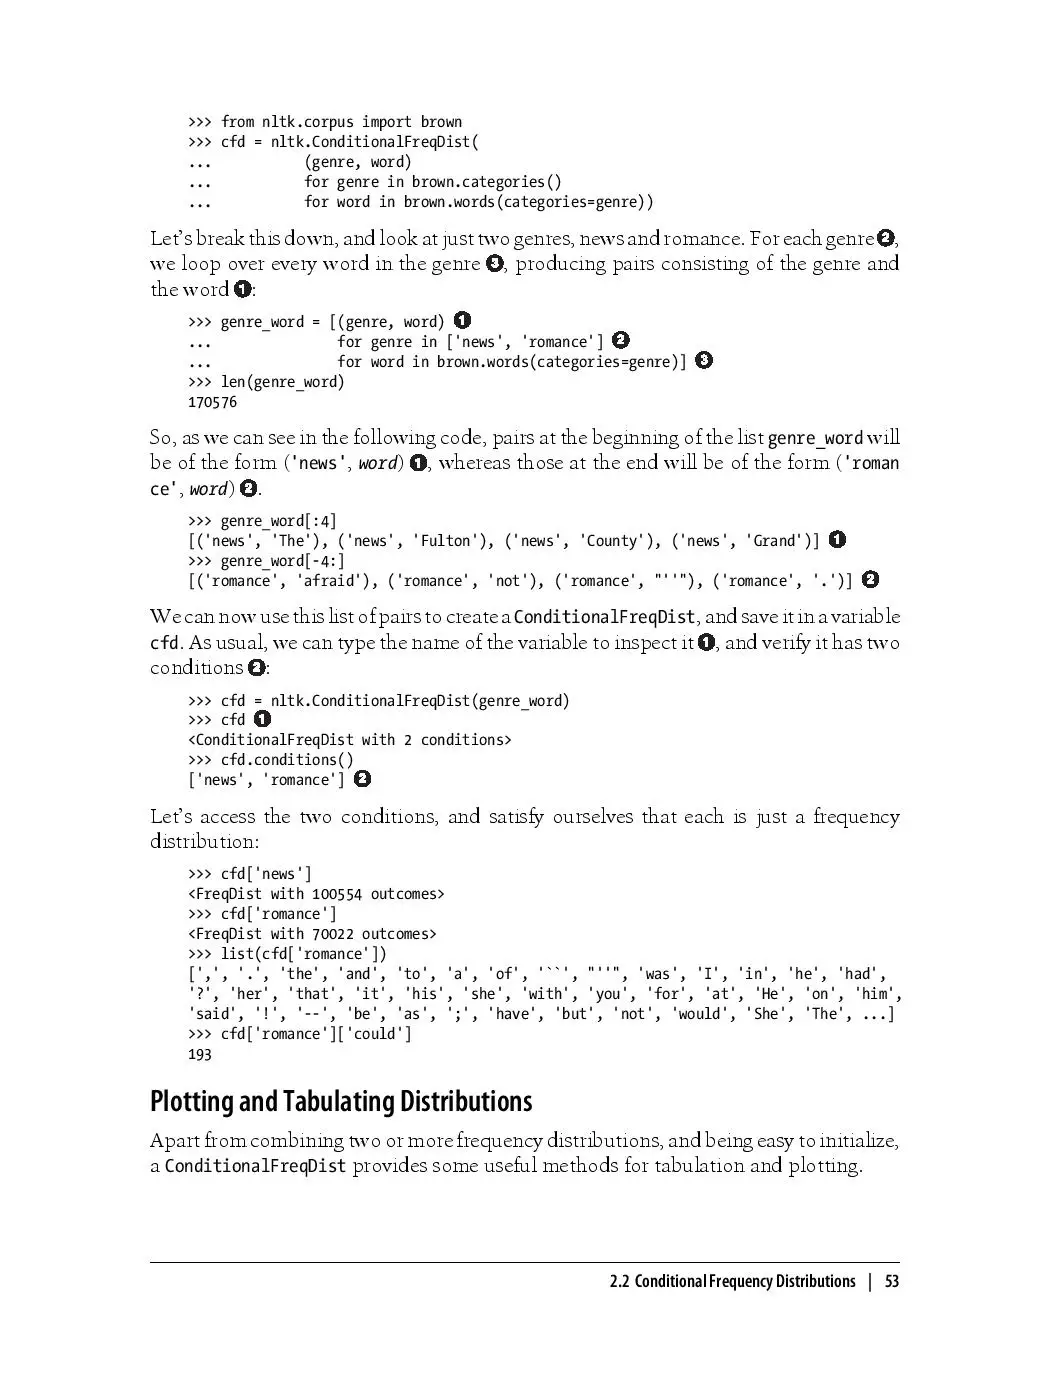 >>> from nltk.corpus import brown
>>> cfd = nltk.ConditionalFreqDist(
...           (genre, word)
...           for genre in brown.categories()
...           for word in brown.words(categories=genre))
Let's break this down, and look at just two genres, news and romance. For each genre ❷,
we loop over every word in the genre ❸, producing pairs consisting of the genre and
the word ❶:
>>> genre_word = [(genre, word) ❶
...               for genre in ['news', 'romance'] ❷
...               for word in brown.words(categories=genre)] ❸
>>> len(genre_word)
170576
So, as we can see in the following code, pairs at the beginning of the list genre_word will
be of the form ('news', word) ❶, whereas those at the end will be of the form ('roman
ce', word) ❷.
>>> genre_word[:4]
[('news', 'The'), ('news', 'Fulton'), ('news', 'County'), ('news', 'Grand')] ❶
>>> genre_word[-4:]
[('romance', 'afraid'), ('romance', 'not'), ('romance', "''"), ('romance', '.')] ❷
We can now use this list of pairs to create a ConditionalFreqDist, and save it in a variable
cfd. As usual, we can type the name of the variable to inspect it ❶, and verify it has two
conditions ❷:
>>> cfd = nltk.ConditionalFreqDist(genre_word)
>>> cfd ❶
<ConditionalFreqDist with 2 conditions>
>>> cfd.conditions()
['news', 'romance'] ❷
Let's access the two conditions, and satisfy ourselves that each is just a frequency
distribution:
>>> cfd['news']
<FreqDist with 100554 outcomes>
>>> cfd['romance']
<FreqDist with 70022 outcomes>
>>> list(cfd['romance'])
[',', '.', 'the', 'and', 'to', 'a', 'of', '``', "''", 'was', 'I', 'in', 'he', 'had',
'?', 'her', 'that', 'it', 'his', 'she', 'with', 'you', 'for', 'at', 'He', 'on', 'him',
'said', '!', '--', 'be', 'as', ';', 'have', 'but', 'not', 'would', 'She', 'The', ...]
>>> cfd['romance']['could']
193
Plotting and Tabulating Distributions
Apart from combining two or more frequency distributions, and being easy to initialize,
a ConditionalFreqDist provides some useful methods for tabulation and plotting.
2.2 Conditional Frequency Distributions | 53